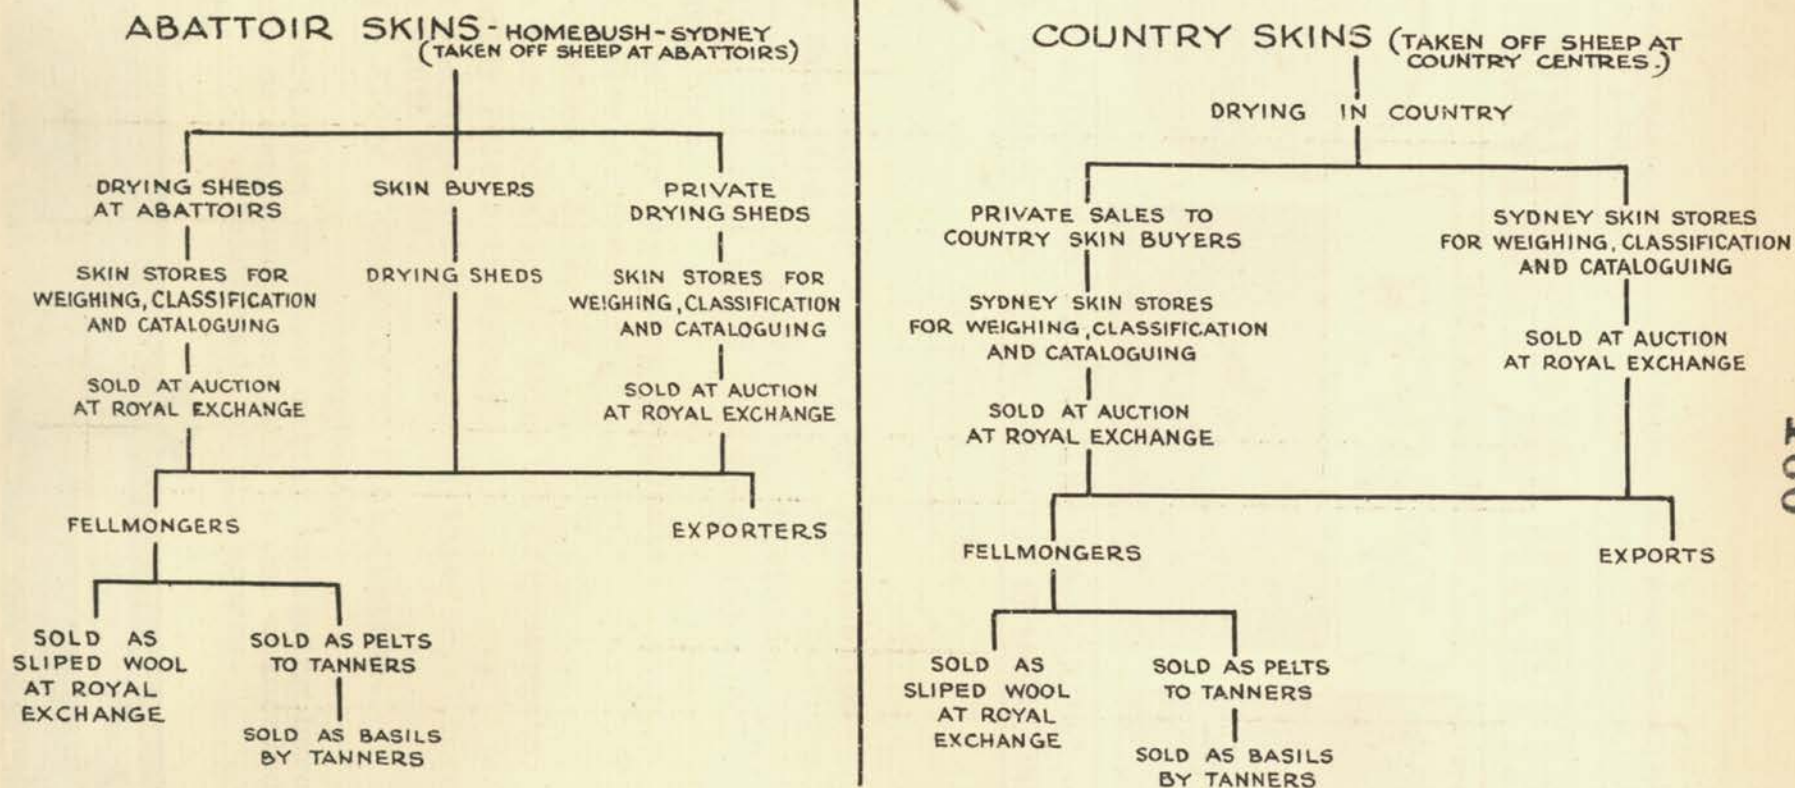 ABATTOIR SKINS - HOMEBUSH - SYDNEY
(TAKEN OFF SHEEP AT ABATTOIRS)
DRYING SHEDS
AT ABATTOIRS
SKIN STORES FOR
WEIGHING, CLASSIFICATION
AND CATALOGUING
SOLD AT AUCTION
AT ROYAL EXCHANGE
SKIN BUYERS
DRYING SHEDS
PRIVATE
DRYING SHEDS
SKIN STORES FOR
WEIGHING, CLASSIFICATION
AND CATALOGUING
SOLD AT AUCTION
AT ROYAL EXCHANGE
FELLMONGERS
EXPORTERS
SOLD AS
SLIPED WOOL
AT ROYAL
EXCHANGE
SOLD AS PELTS
TO TANNERS
SOLD AS BASILS
BY TANNERS
COUNTRY SKINS (TAKEN OFF SHEEP AT
COUNTRY CENTRES.)
DRYING IN COUNTRY
PRIVATE SALES TO
COUNTRY SKIN BUYERS
SYDNEY SKIN STORES
FOR WEIGHING, CLASSIFICATION
AND CATALOGUING
SOLD AT AUCTION
AT ROYAL EXCHANGE
SYDNEY SKIN STORES
FOR WEIGHING, CLASSIFICATION
AND CATALOGUING
SOLD AT AUCTION
AT ROYAL EXCHANGE
FELLMONGERS
EXPORTS
SOLD AS
SLIPED WOOL
AT ROYAL
EXCHANGE
SOLD AS PELTS
TO TANNERS
SOLD AS BASILS
BY TANNERS